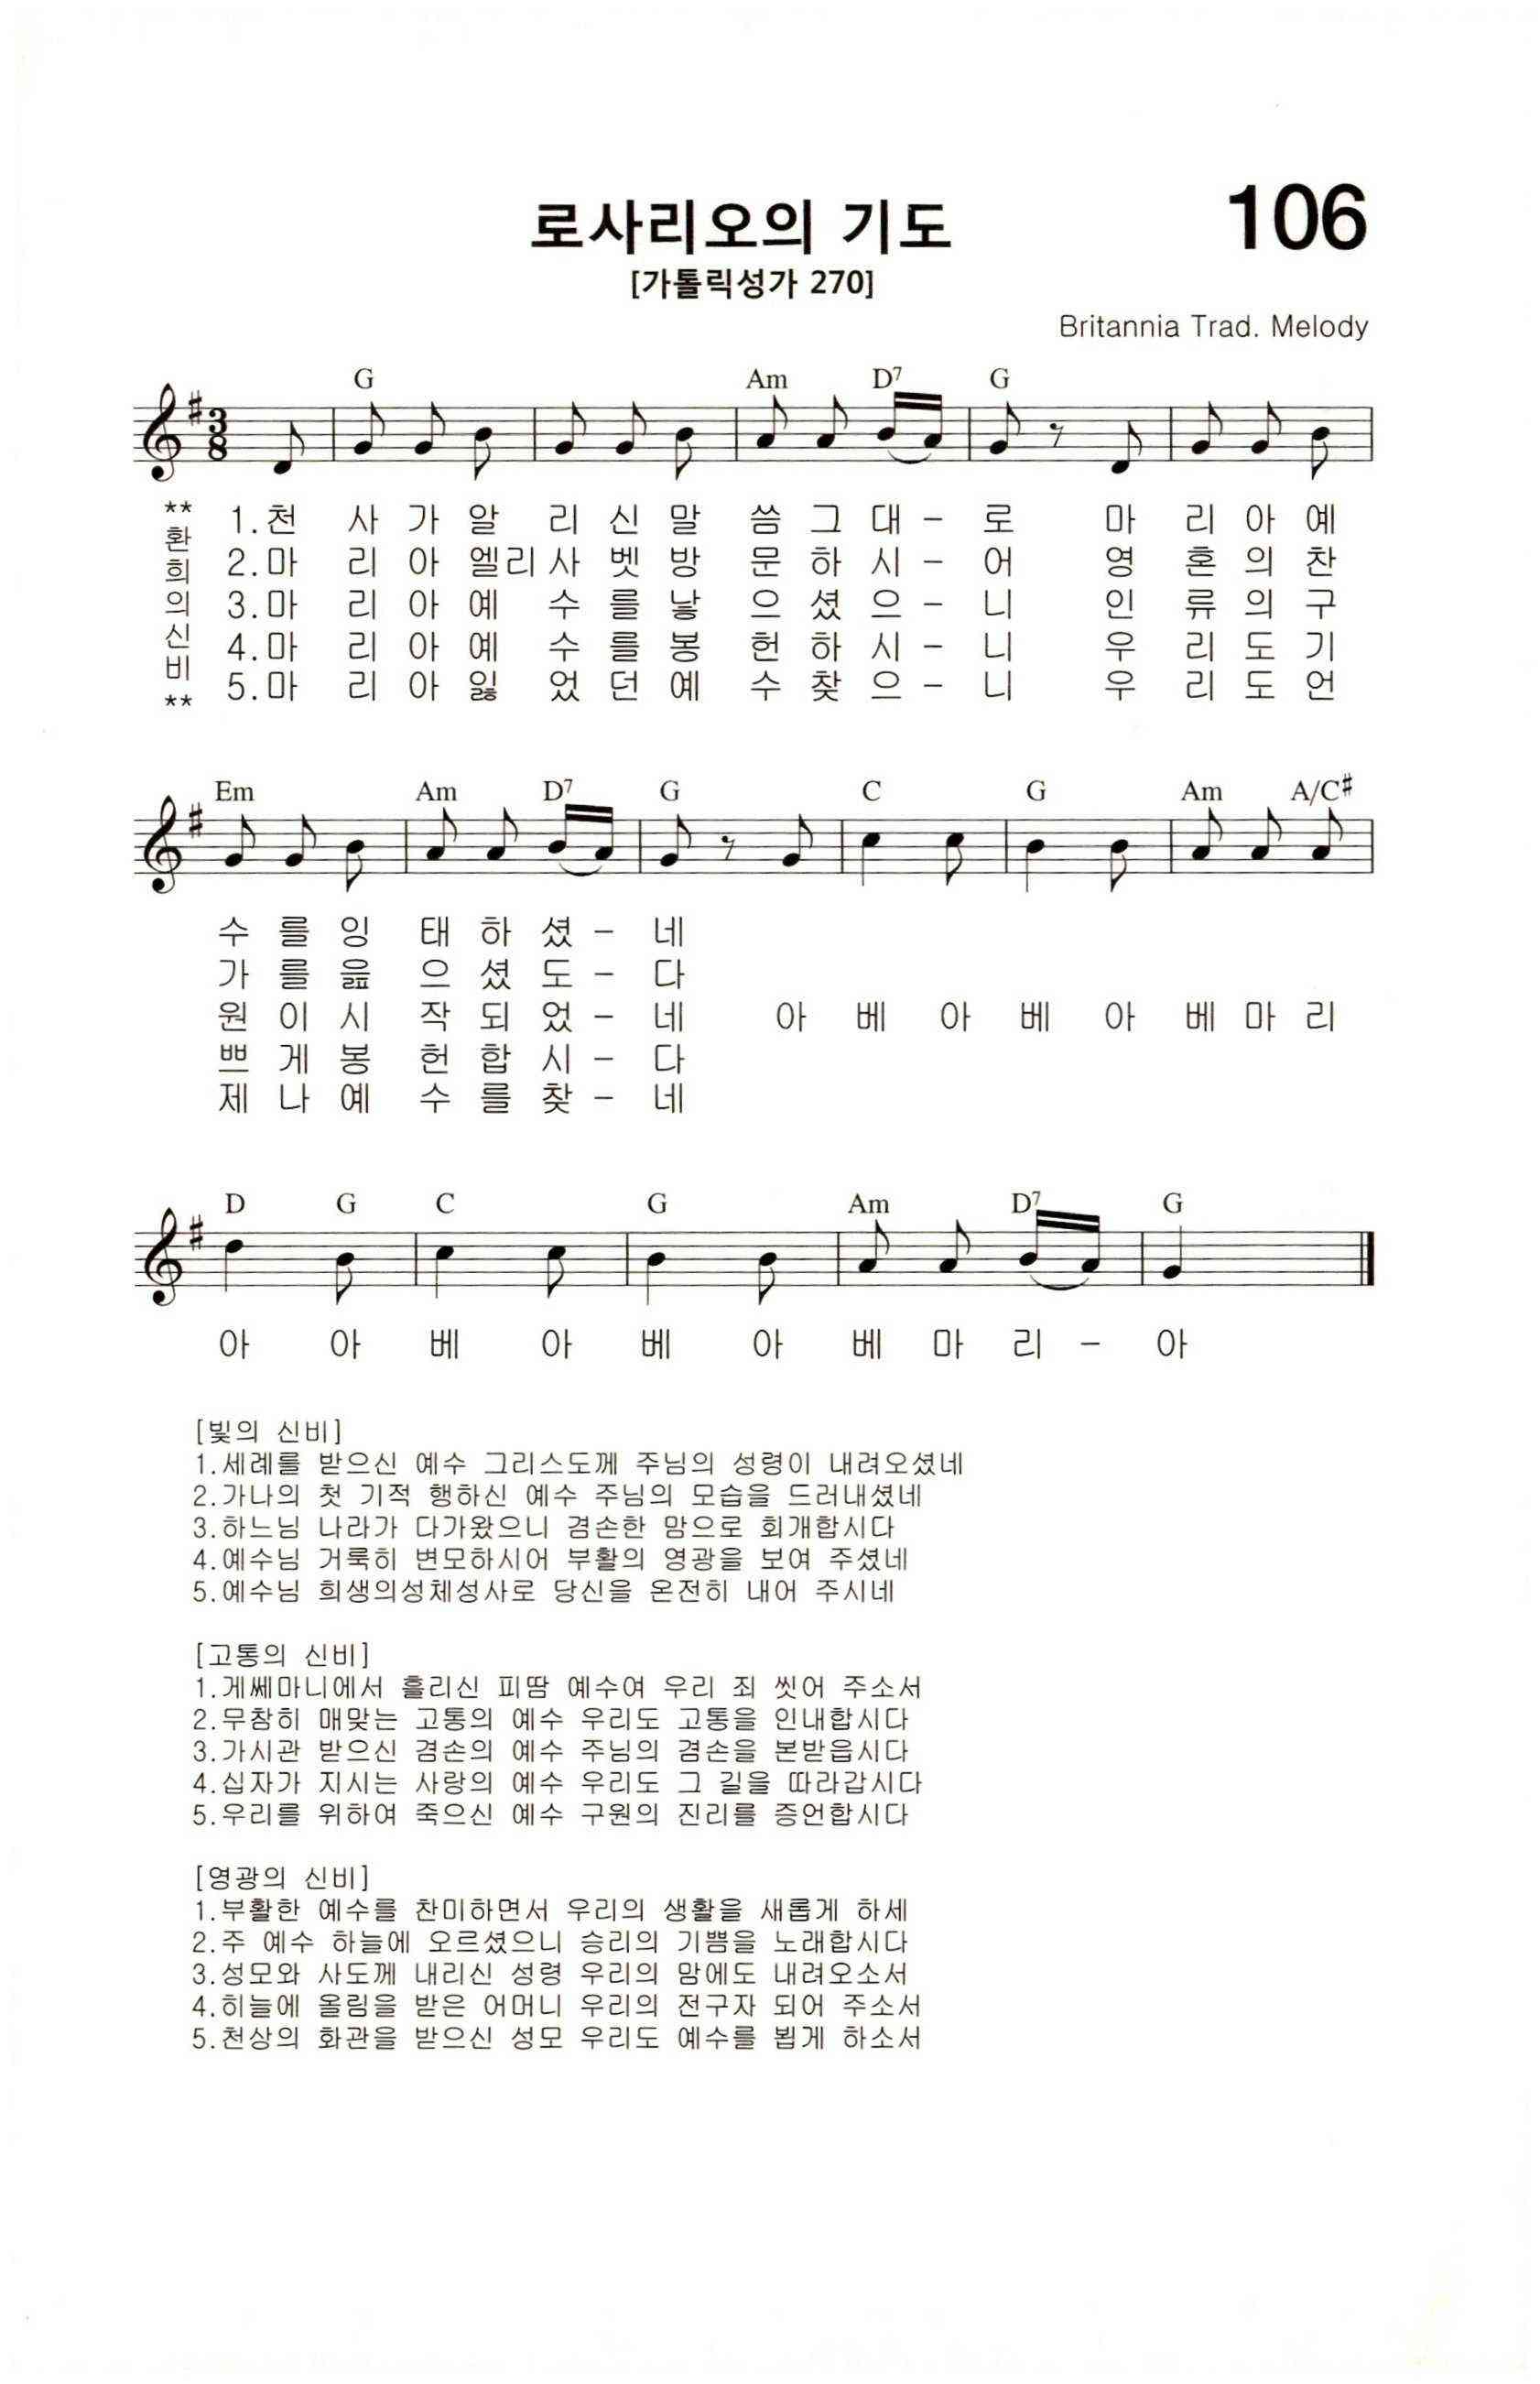 로사리오의 기도
106
[가톨릭성가 270]
Britannia Trad. Melody
G Am D7 G
**환희의신비**
1.천 사 가 알 리 신 말 씀 그 대 - 로 마 리 아 예
2.마 리 아 엘리 사 벳 방 문 하 시 - 어 영 혼 의 찬
3.마 리 아 예 수 를 낳 으 셨 으 - 니 인 류 의 구
4.마 리 아 예 수 를 봉 헌 하 시 - 니 우 리 도 기
5.마 리 아 잃 었 던 예 수 찾 으 - 니 우 리 도 언
Em Am D7 G C G Am A/C#
수 를 잉 태 하 셨 - 네
가 를 읊 으 셨 도 - 다
원 이 시 작 되 었 - 네 아 베 아 베 아 베 마 리
쁘 게 봉 헌 합 시 - 다
제 나 예 수 를 찾 - 네
D G C G Am D7 G
아 아 베 아 베 아 베 마 리 - 아
[빛의 신비]
1.세례를 받으신 예수 그리스도께 주님의 성령이 내려오셨네
2.가나의 첫 기적 행하신 예수 주님의 모습을 드러내셨네
3.하느님 나라가 다가왔으니 겸손한 맘으로 회개합시다
4.예수님 거룩히 변모하시어 부활의 영광을 보여 주셨네
5.예수님 희생의성체성사로 당신을 온전히 내어 주시네
[고통의 신비]
1.게쎄마니에서 흘리신 피땀 예수여 우리 죄 씻어 주소서
2.무참히 매맞는 고통의 예수 우리도 고통을 인내합시다
3.가시관 받으신 겸손의 예수 주님의 겸손을 본받읍시다
4.십자가 지시는 사랑의 예수 우리도 그 길을 따라갑시다
5.우리를 위하여 죽으신 예수 구원의 진리를 증언합시다
[영광의 신비]
1.부활한 예수를 찬미하면서 우리의 생활을 새롭게 하세
2.주 예수 하늘에 오르셨으니 승리의 기쁨을 노래합시다
3.성모와 사도께 내리신 성령 우리의 맘에도 내려오소서
4.히늘에 올림을 받은 어머니 우리의 전구자 되어 주소서
5.천상의 화관을 받으신 성모 우리도 예수를 뵙게 하소서